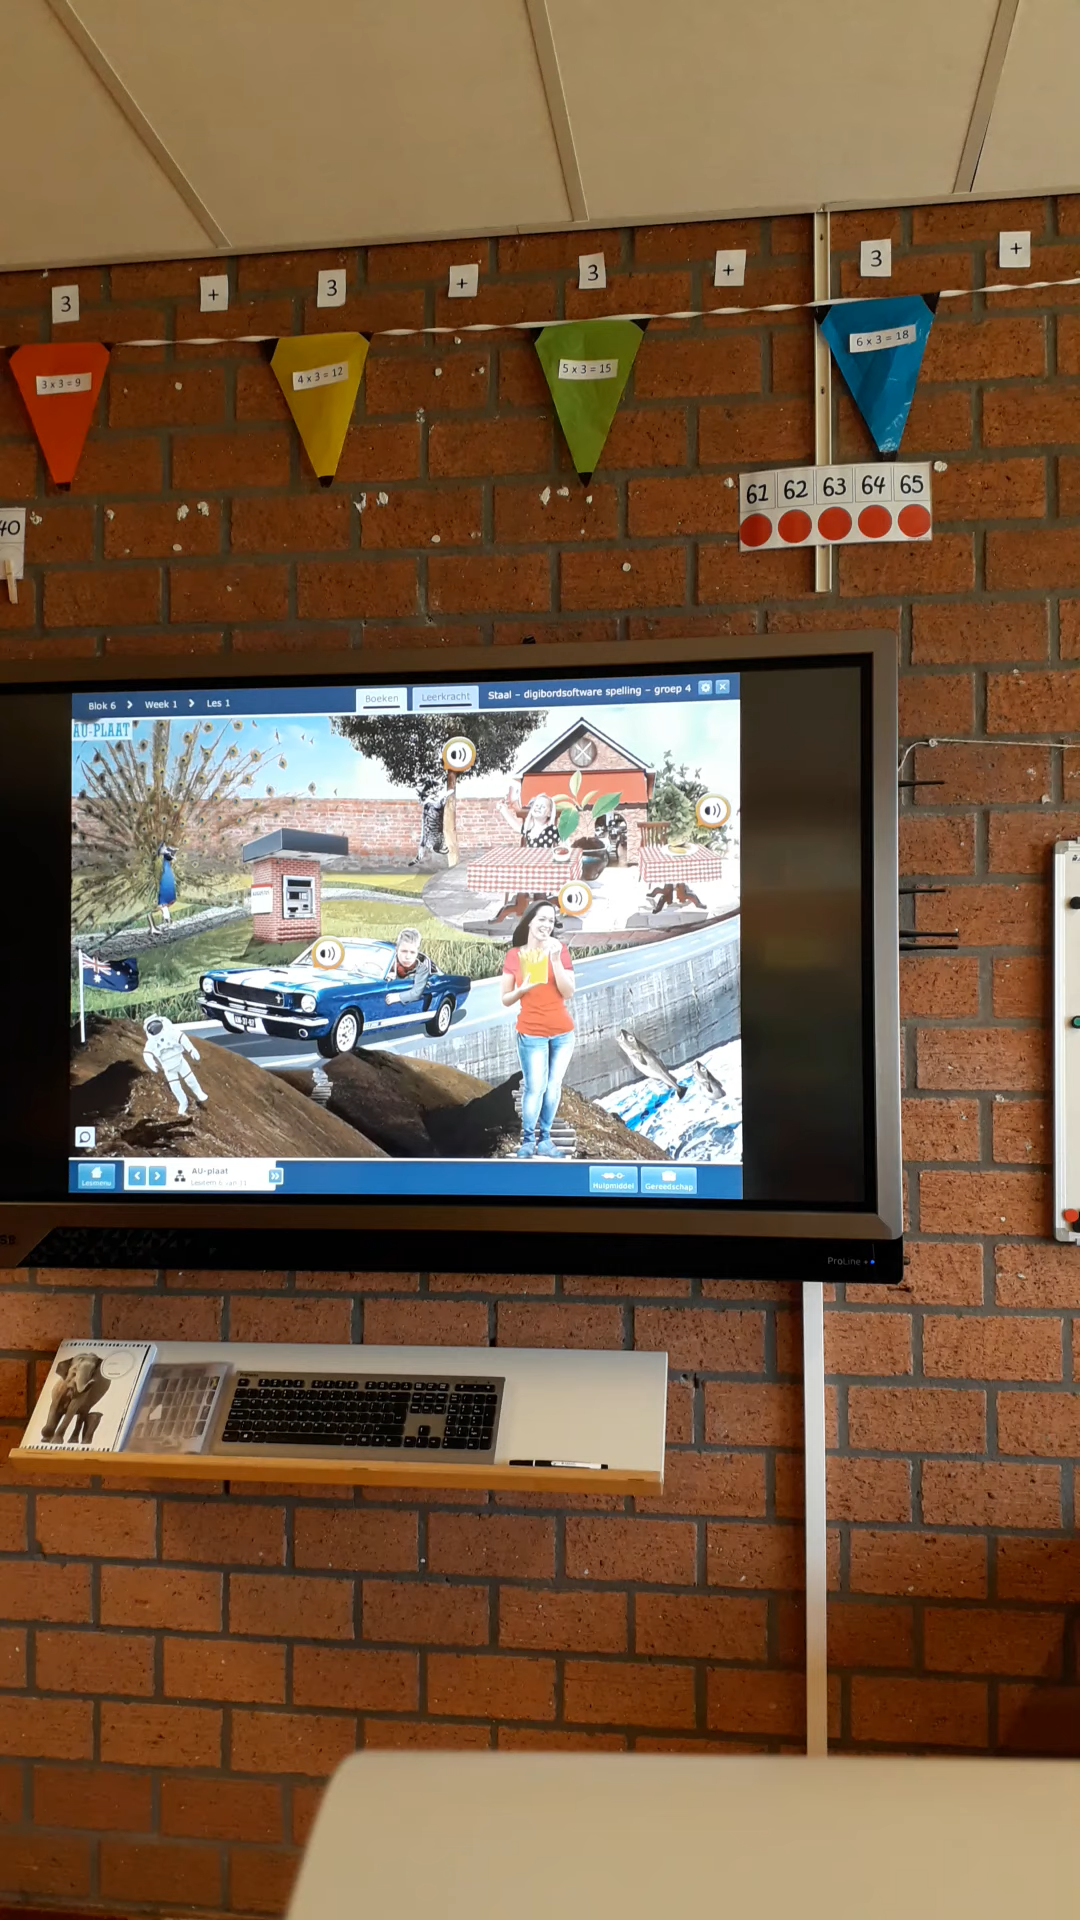 3 + 3 + 3 + 3 +
3 x 3 = 9
4 x 3 = 12
5 x 3 = 15
6 x 3 = 18
40
61 62 63 64 65
Blok 6 > Week 1 > Les 1
Boeken
Leerkracht
Staal – digibordsoftware spelling – groep 4
AU-PLAAT
Lesmenu
AU-plaat
Hulpmiddel
Gereedschap
ProLine+